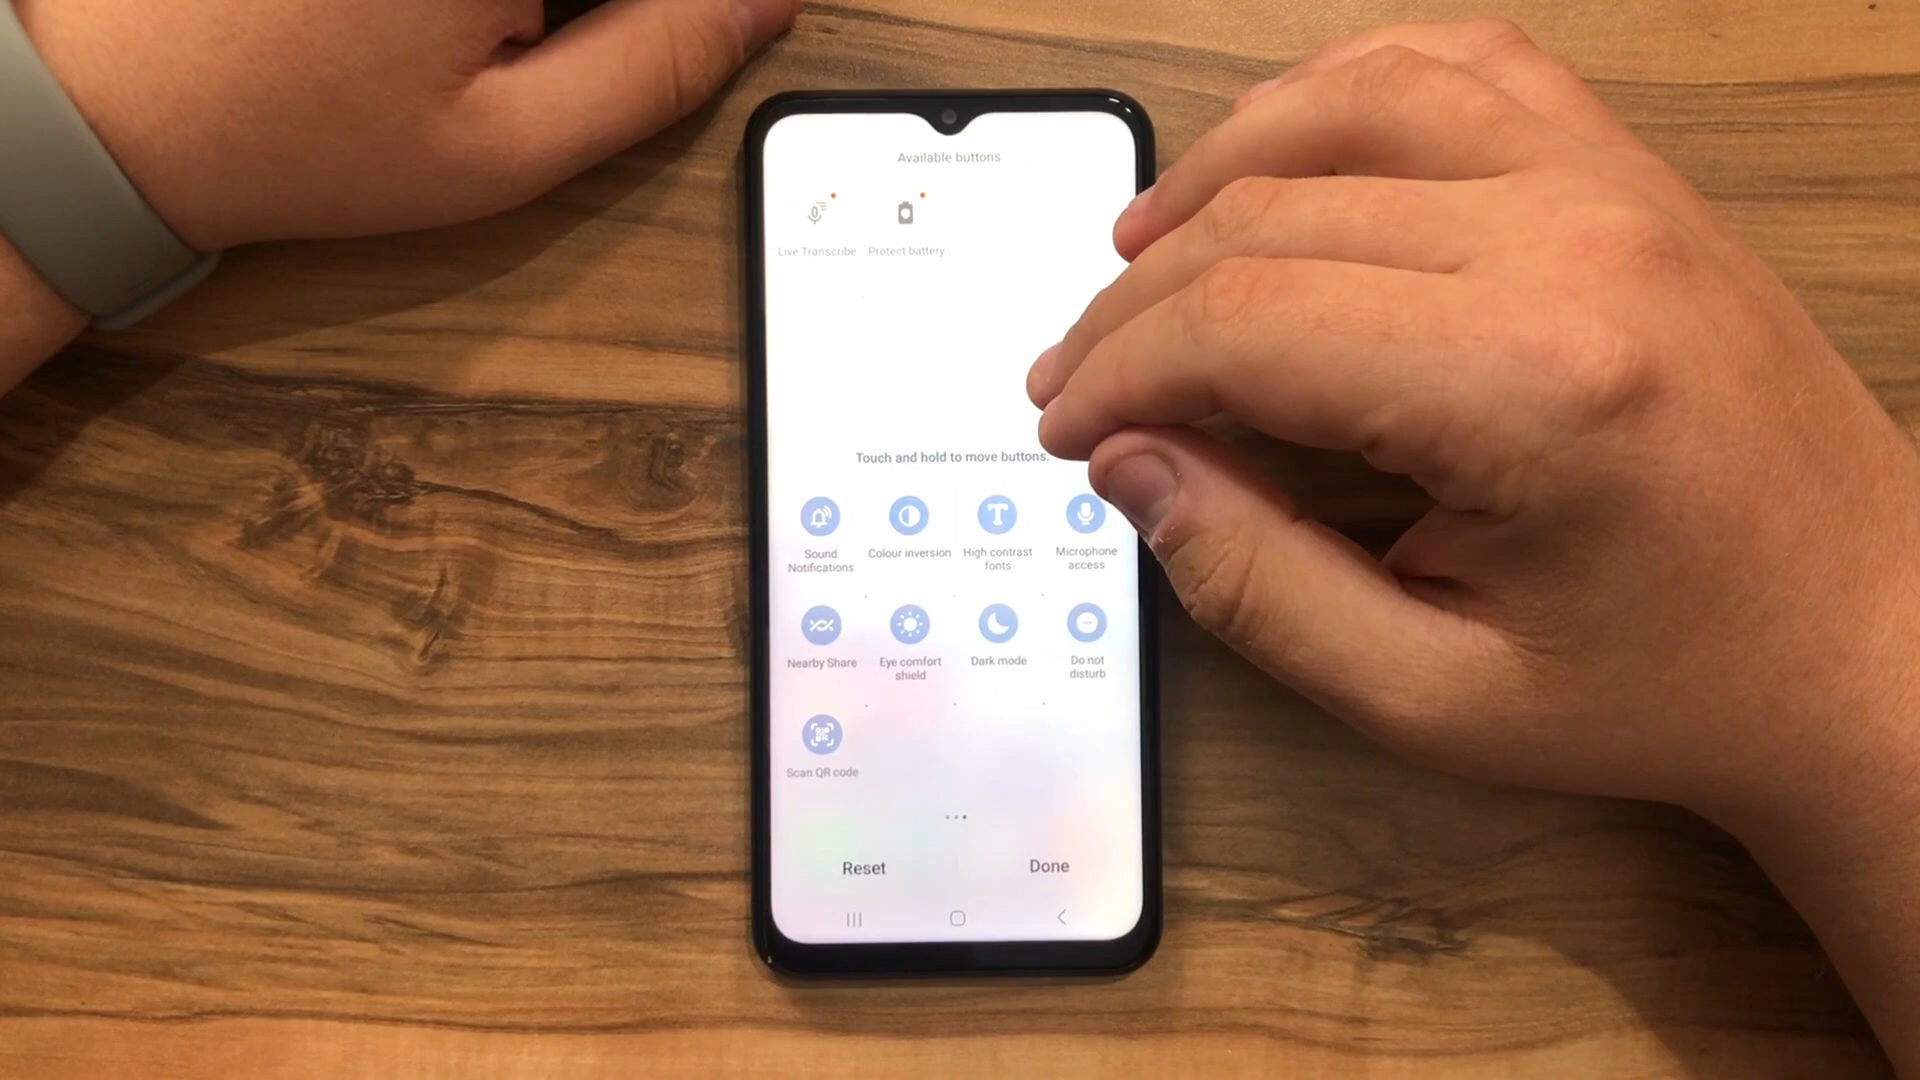 Available buttons
Live Transcribe
Protect battery
Touch and hold to move buttons.
Sound
Notifications
Colour inversion
High contrast
fonts
Microphone
access
Nearby Share
Eye comfort
shield
Dark mode
Do not
disturb
Scan QR code
Reset
Done